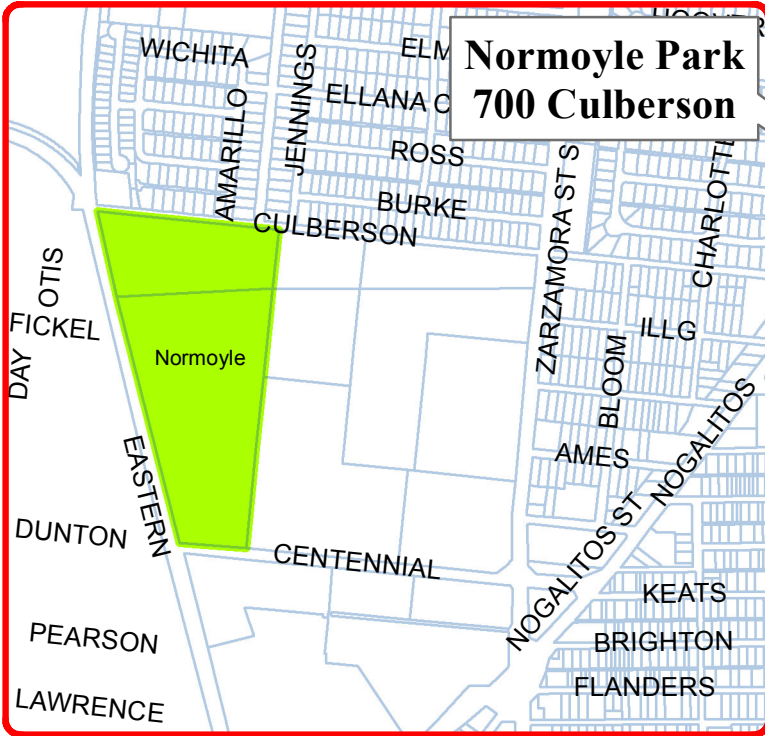 Normoyle Park
700 Culberson
WICHITA
ELM
ELLANA C
ROSS
BURKE
AMARILLO
JENNINGS
CULBERSON
ZARZAMORA ST S
CHARLOTTE
OTIS
FICKEL
DAY
Normoyle
ILLG
BLOOM
AMES
NOGALITOS
NOGALITOS ST
EASTERN
DUNTON
CENTENNIAL
KEATS
PEARSON
BRIGHTON
FLANDERS
LAWRENCE